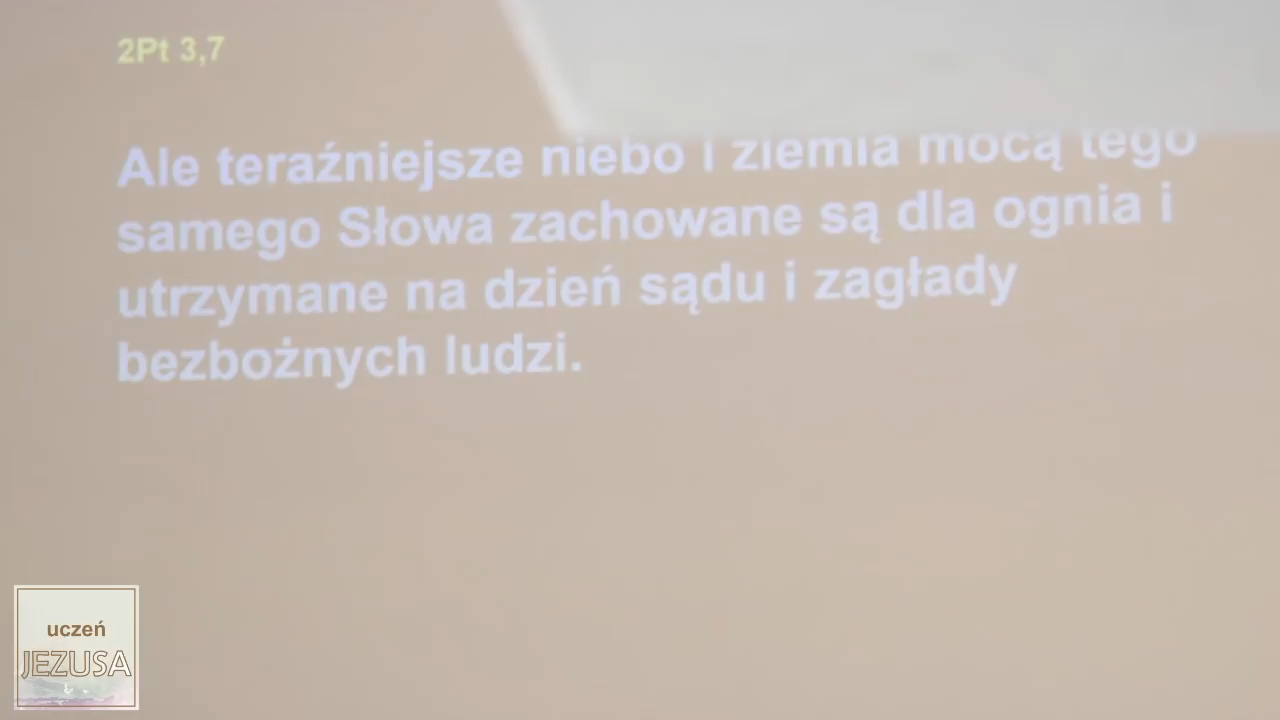 2Pt 3,7
Ale teraźniejsze niebo i ziemia mocą tego
samego Słowa zachowane są dla ognia i
utrzymane na dzień sądu i zagłady
bezbożnych ludzi.
uczeń
JEZUSA